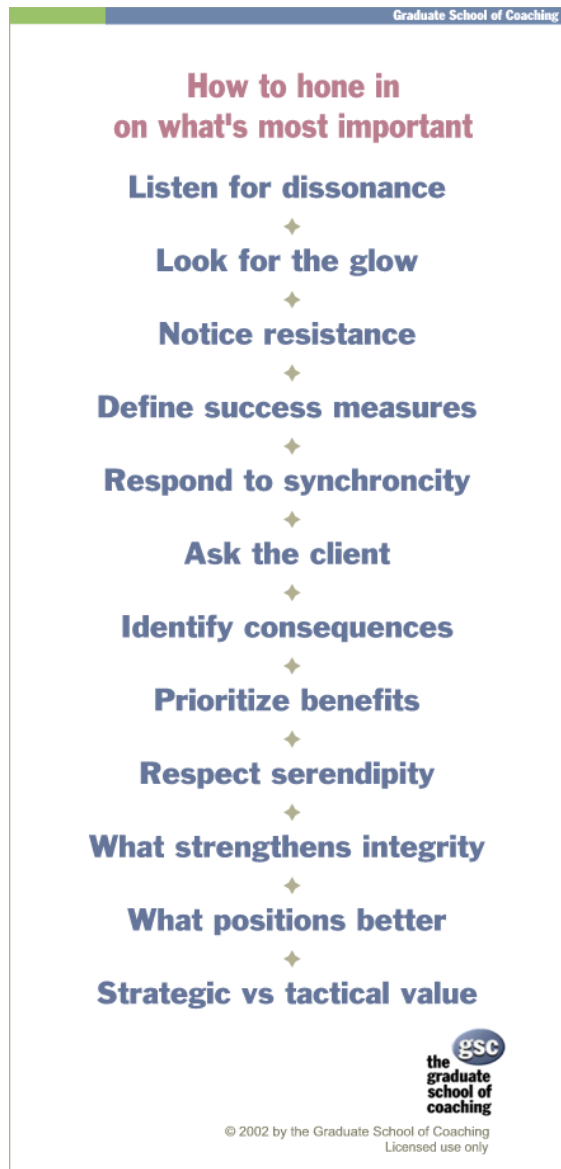 Graduate School of Coaching
How to hone in
on what's most important
Listen for dissonance
Look for the glow
Notice resistance
Define success measures
Respond to synchroncity
Ask the client
Identify consequences
Prioritize benefits
Respect serendipity
What strengthens integrity
What positions better
Strategic vs tactical value
gsc
the
graduate
school of
coaching
© 2002 by the Graduate School of Coaching
Licensed use only